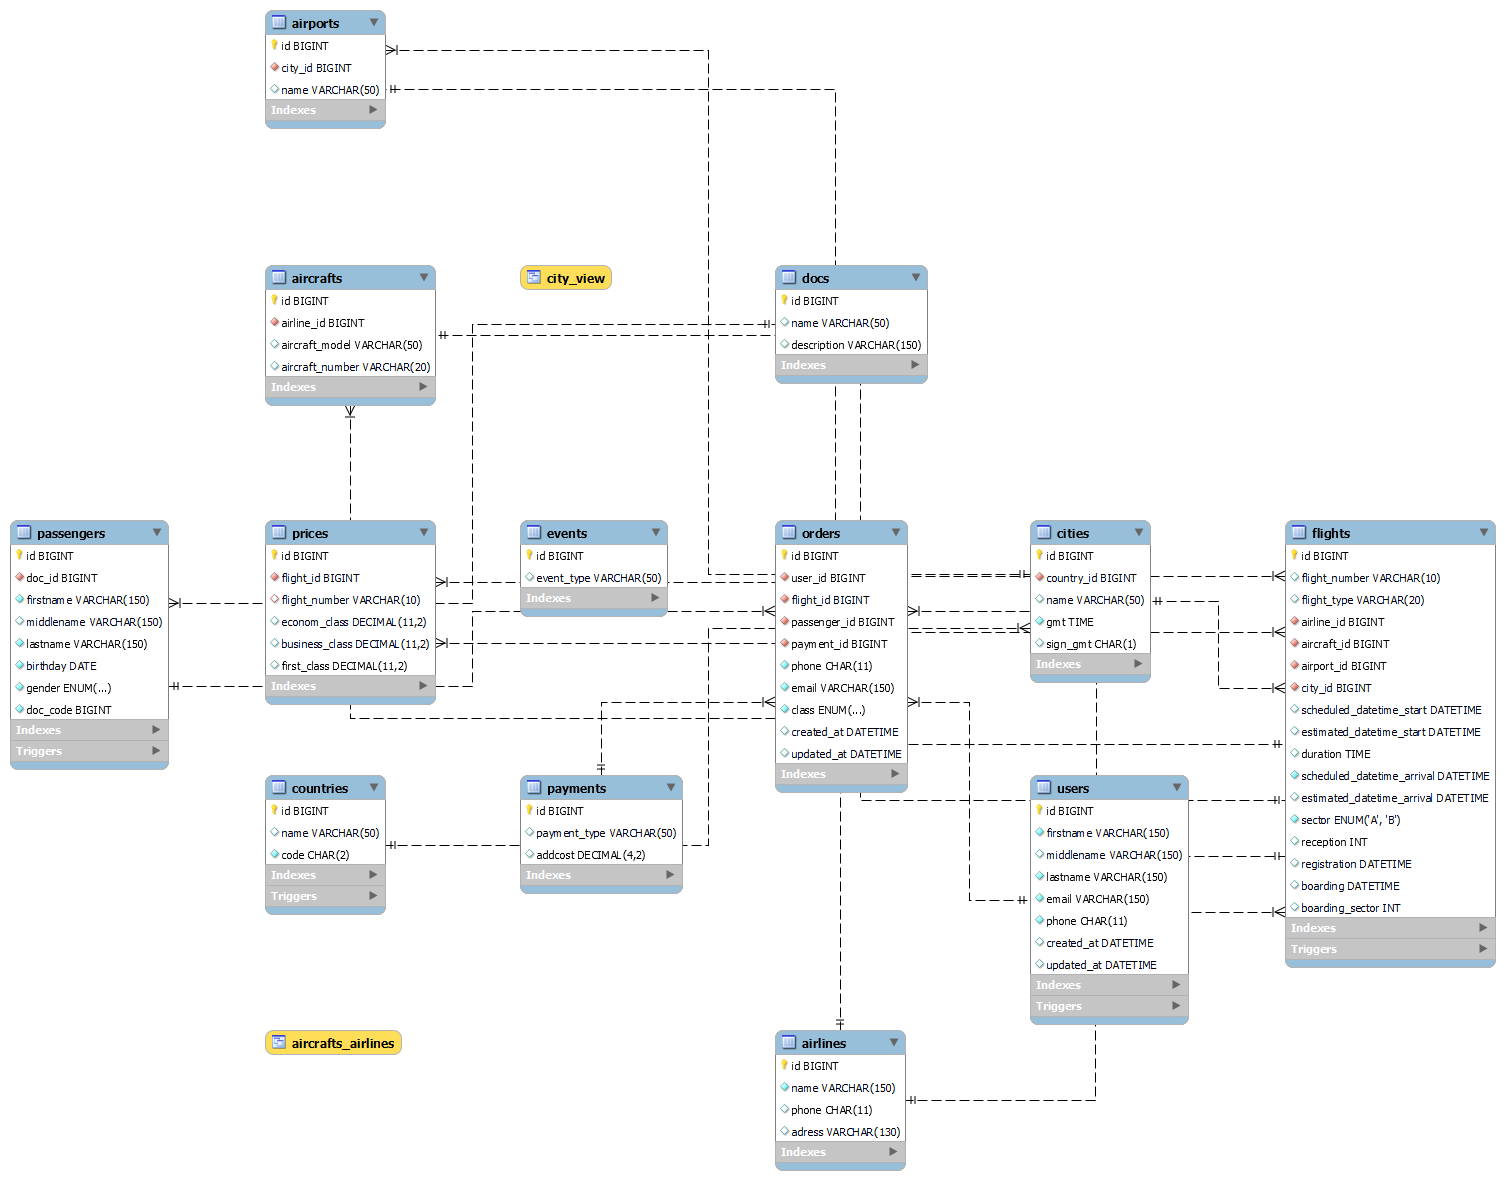 airports
id BIGINT
city_id BIGINT
name VARCHAR(50)
Indexes
aircrafts
id BIGINT
airline_id BIGINT
aircraft_model VARCHAR(50)
aircraft_number VARCHAR(20)
Indexes
city_view
docs
id BIGINT
name VARCHAR(50)
description VARCHAR(150)
Indexes
passengers
id BIGINT
doc_id BIGINT
firstname VARCHAR(150)
middlename VARCHAR(150)
lastname VARCHAR(150)
birthday DATE
gender ENUM(...)
doc_code BIGINT
Indexes
Triggers
prices
id BIGINT
flight_id BIGINT
flight_number VARCHAR(10)
econom_class DECIMAL(11,2)
business_class DECIMAL(11,2)
first_class DECIMAL(11,2)
Indexes
events
id BIGINT
event_type VARCHAR(50)
Indexes
orders
id BIGINT
user_id BIGINT
flight_id BIGINT
passenger_id BIGINT
payment_id BIGINT
phone CHAR(11)
email VARCHAR(150)
class ENUM(...)
created_at DATETIME
updated_at DATETIME
Indexes
cities
id BIGINT
country_id BIGINT
name VARCHAR(50)
gmt TIME
sign_gmt CHAR(1)
Indexes
flights
id BIGINT
flight_number VARCHAR(10)
flight_type VARCHAR(20)
airline_id BIGINT
aircraft_id BIGINT
airport_id BIGINT
city_id BIGINT
scheduled_datetime_start DATETIME
estimated_datetime_start DATETIME
duration TIME
scheduled_datetime_arrival DATETIME
estimated_datetime_arrival DATETIME
sector ENUM('A', 'B')
reception INT
registration DATETIME
boarding DATETIME
boarding_sector INT
Indexes
Triggers
countries
id BIGINT
name VARCHAR(50)
code CHAR(2)
Indexes
Triggers
payments
id BIGINT
payment_type VARCHAR(50)
addcost DECIMAL(4,2)
Indexes
users
id BIGINT
firstname VARCHAR(150)
middlename VARCHAR(150)
lastname VARCHAR(150)
email VARCHAR(150)
phone CHAR(11)
created_at DATETIME
updated_at DATETIME
Indexes
Triggers
aircrafts_airlines
airlines
id BIGINT
name VARCHAR(150)
phone CHAR(11)
adress VARCHAR(130)
Indexes